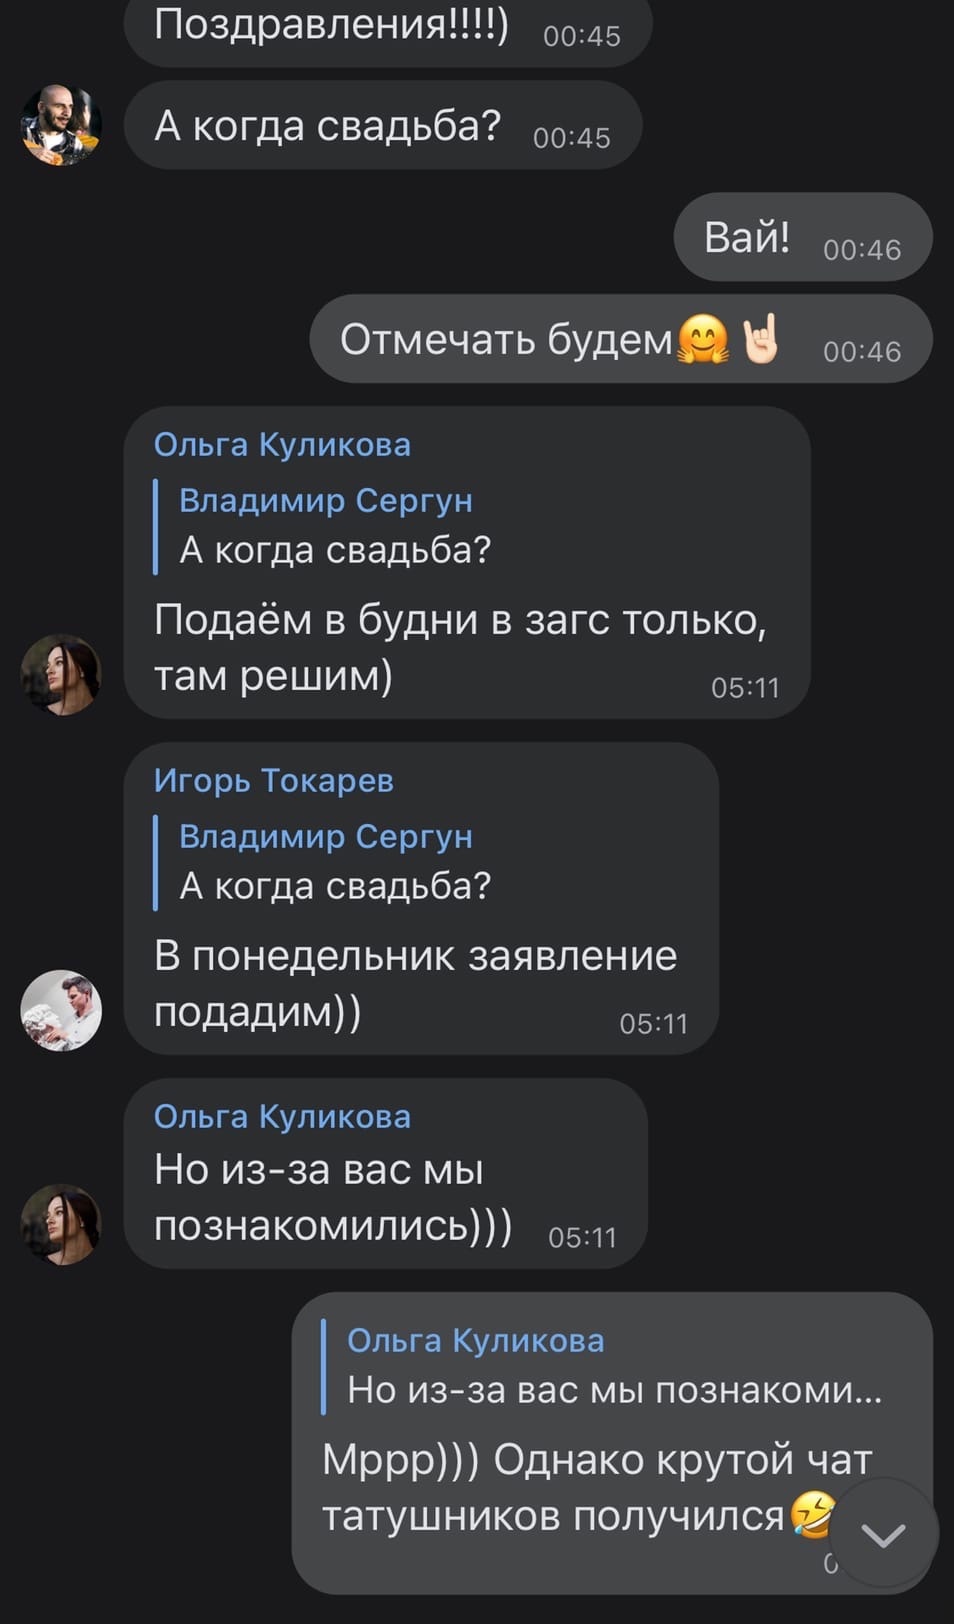 Поздравления!!!!) 00:45
А когда свадьба? 00:45
Вай! 00:46
Отмечать будем🤗🤘🏻 00:46
Ольга Куликова
Владимир Сергун
А когда свадьба?
Подаём в будни в загс только,
там решим) 05:11
Игорь Токарев
Владимир Сергун
А когда свадьба?
В понедельник заявление
подадим)) 05:11
Ольга Куликова
Но из-за вас мы
познакомились))) 05:11
Ольга Куликова
Но из-за вас мы познакоми...
Мррр))) Однако крутой чат
татушников получился🤣